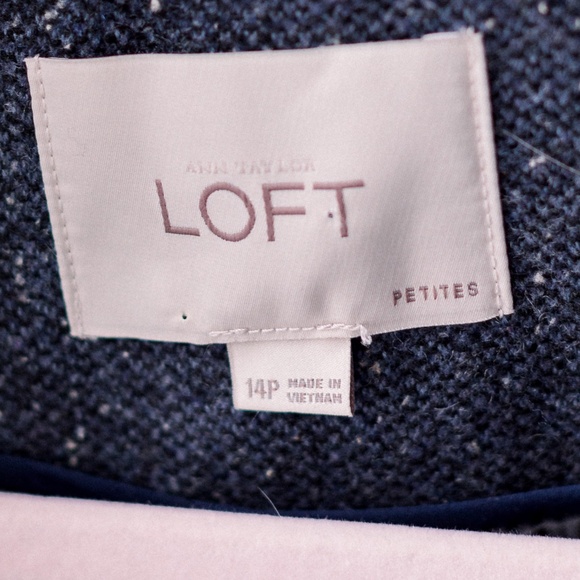 ANN TAYLOR
LOFT
PETITES
14P
MADE IN
VIETNAM